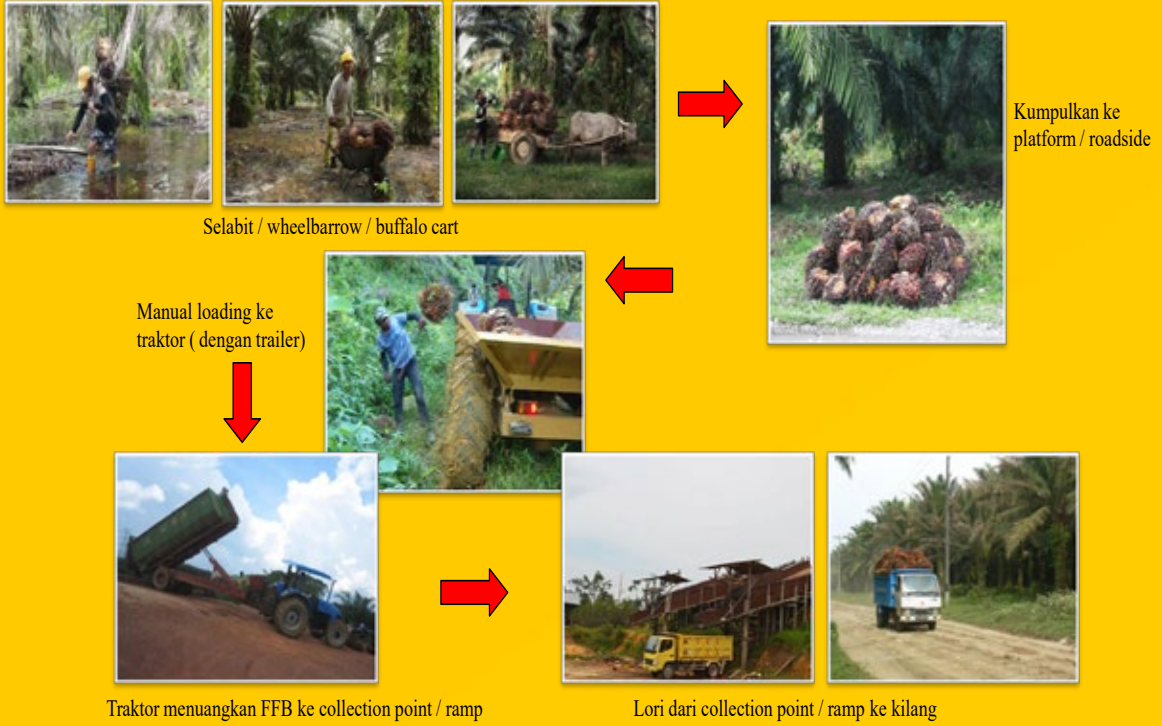 Selabit / wheelbarrow / buffalo cart
Kumpulkan ke
platform / roadside
Manual loading ke
traktor ( dengan trailer)
Traktor menuangkan FFB ke collection point / ramp
Lori dari collection point / ramp ke kilang